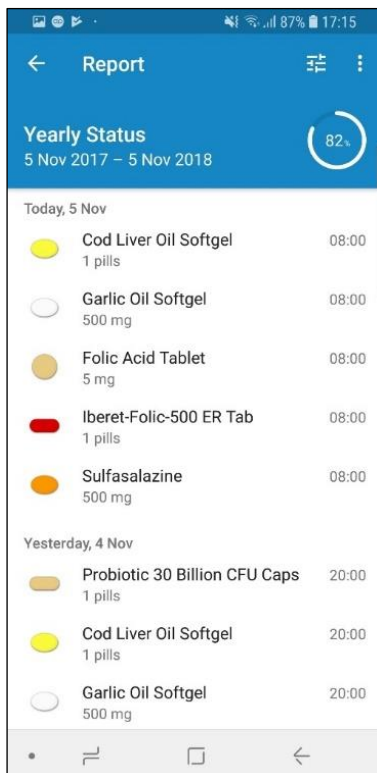 87% 17:15
Report
Yearly Status
5 Nov 2017 – 5 Nov 2018
82%
Today, 5 Nov
Cod Liver Oil Softgel 08:00
1 pills
Garlic Oil Softgel 08:00
500 mg
Folic Acid Tablet 08:00
5 mg
Iberet-Folic-500 ER Tab 08:00
1 pills
Sulfasalazine 08:00
500 mg
Yesterday, 4 Nov
Probiotic 30 Billion CFU Caps 20:00
1 pills
Cod Liver Oil Softgel 20:00
1 pills
Garlic Oil Softgel 20:00
500 mg